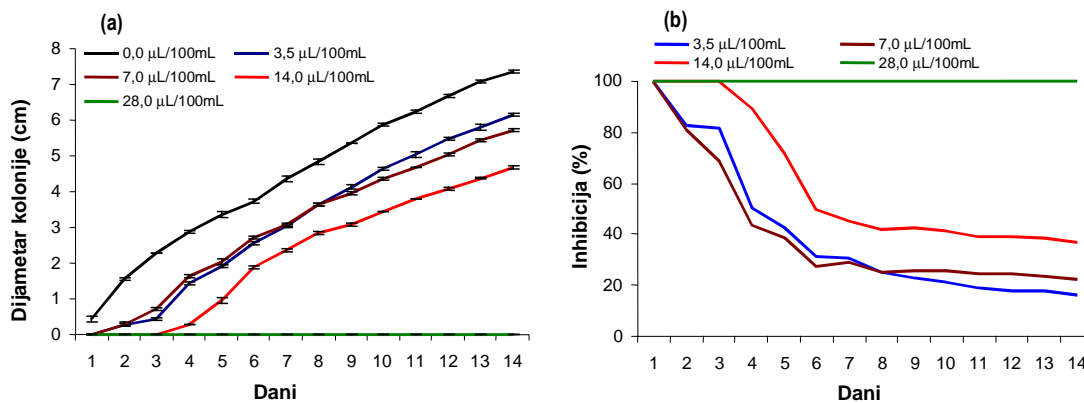 (a)
0,0 µL/100mL
3,5 µL/100mL
7,0 µL/100mL
14,0 µL/100mL
28,0 µL/100mL
Dijametar kolonije (cm)
8
7
6
5
4
3
2
1
0
1 2 3 4 5 6 7 8 9 10 11 12 13 14
Dani
(b)
3,5 µL/100mL
7,0 µL/100mL
14,0 µL/100mL
28,0 µL/100mL
Inhibicija (%)
100
80
60
40
20
0
1 2 3 4 5 6 7 8 9 10 11 12 13 14
Dani